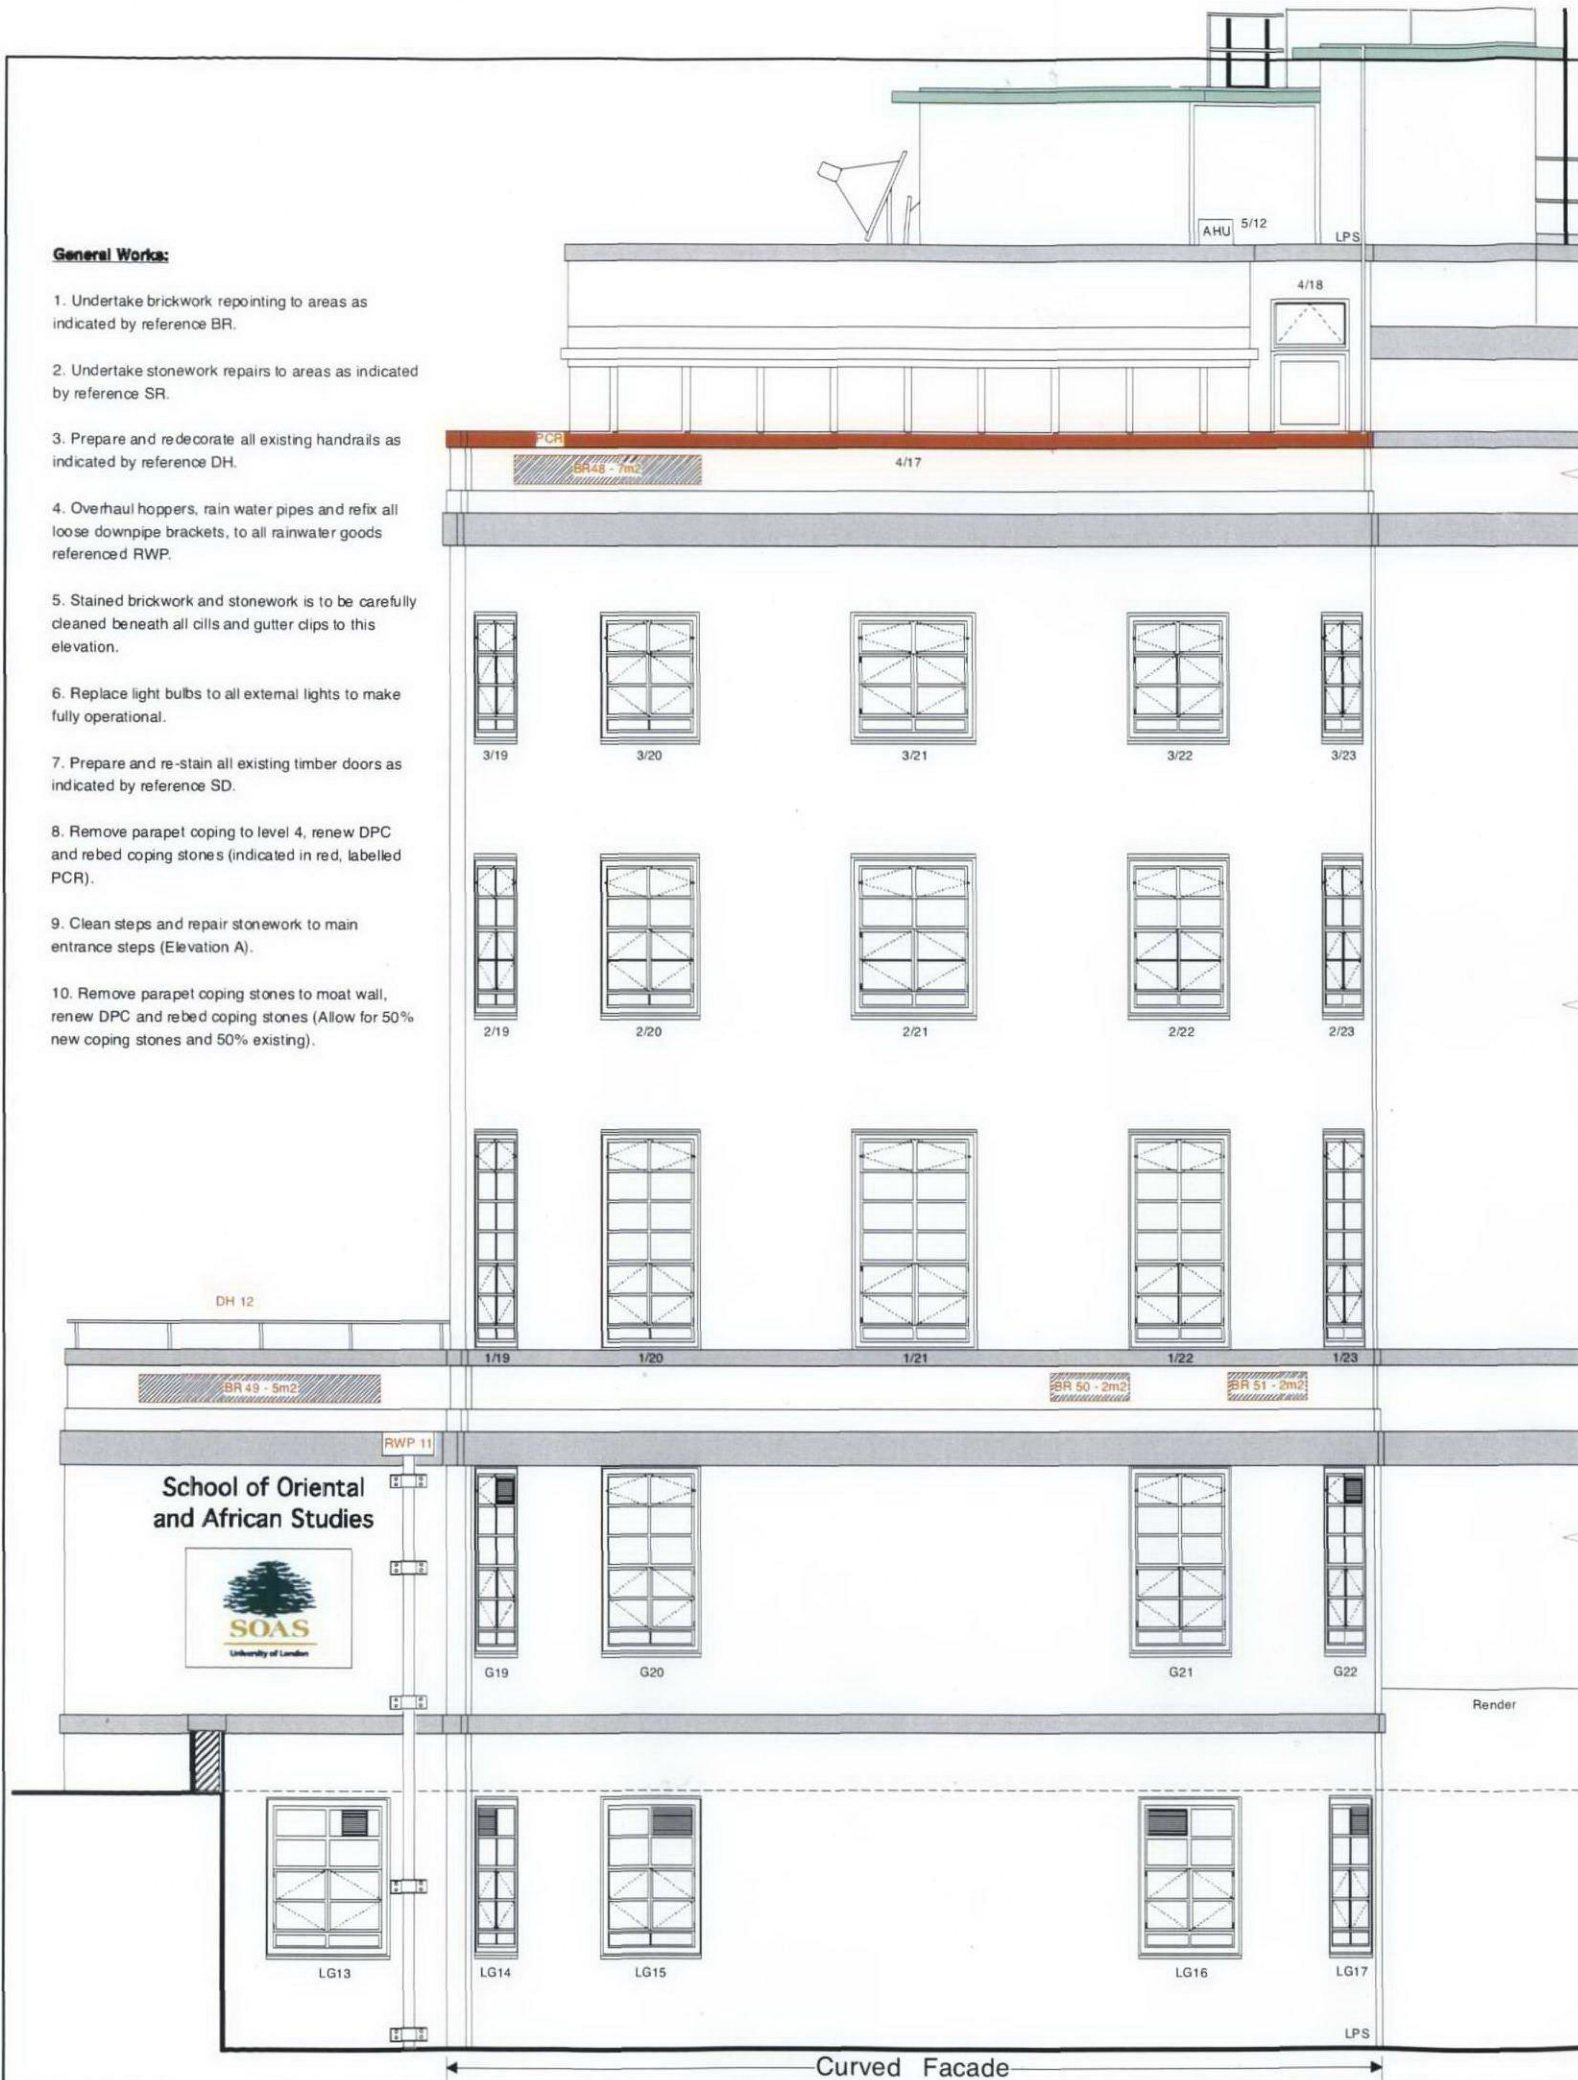 AHU 5/12
LPS
General Works:
4/18
1. Undertake brickwork repointing to areas as
indicated by reference BR.
2. Undertake stonework repairs to areas as indicated
by reference SR.
3. Prepare and redecorate all existing handrails as
indicated by reference DH.
PCR
BR48 - 7m2
4/17
4. Overhaul hoppers, rain water pipes and refix all
loose downpipe brackets, to all rainwater goods
referenced RWP.
5. Stained brickwork and stonework is to be carefully
cleaned beneath all cills and gutter clips to this
elevation.
6. Replace light bulbs to all external lights to make
fully operational.
7. Prepare and re-stain all existing timber doors as
indicated by reference SD.
8. Remove parapet coping to level 4, renew DPC
and rebed coping stones (indicated in red, labelled
PCR).
9. Clean steps and repair stonework to main
entrance steps (Elevation A).
10. Remove parapet coping stones to moat wall,
renew DPC and rebed coping stones (Allow for 50%
new coping stones and 50% existing).
3/19 3/20 3/21 3/22 3/23
2/19 2/20 2/21 2/22 2/23
DH 12
1/19 1/20 1/21 1/22 1/23
BR 49 - 5m2 BR 50 - 2m2 BR 51 - 2m2
RWP 11
School of Oriental
and African Studies
SOAS
University of London
G19 G20 G21 G22
Render
LG13 LG14 LG15 LG16 LG17
LPS
Curved Facade